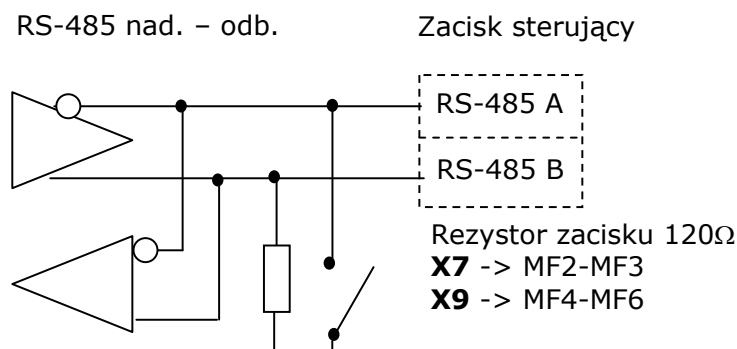 RS-485 nad. – odb.
Zacisk sterujący
RS-485 A
RS-485 B
Rezystor zacisku 120Ω
X7 -> MF2-MF3
X9 -> MF4-MF6